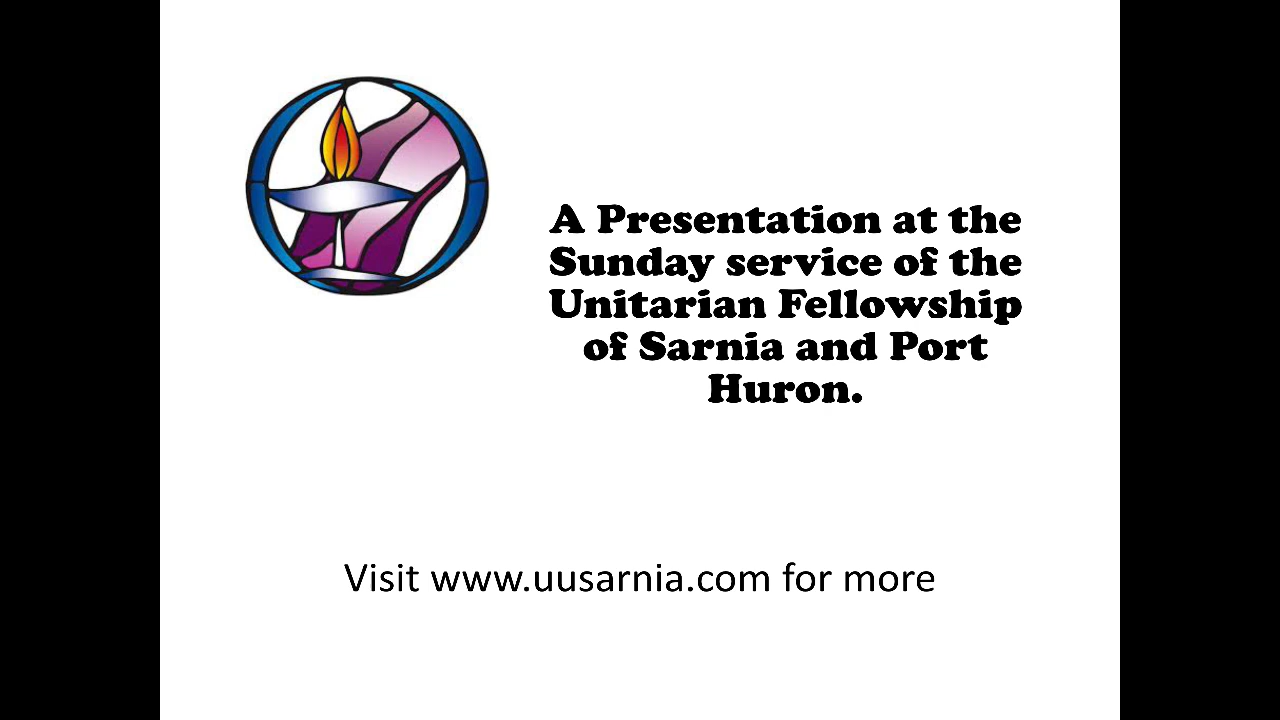 A Presentation at the
Sunday service of the
Unitarian Fellowship
of Sarnia and Port
Huron.
Visit www.uusarnia.com for more